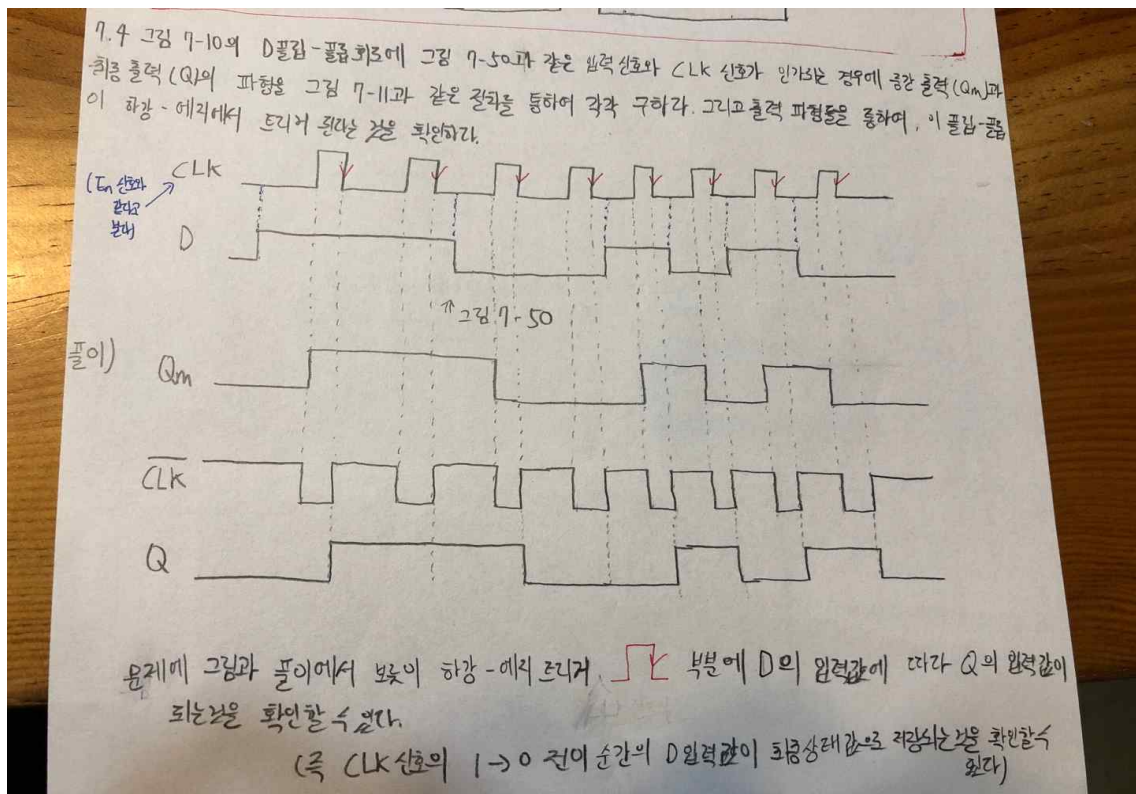 7.4 그림 7-10의 D플립-플롭회로에 그림 7-50과 같은 입력신호와 CLK 신호가 인가되는 경우에 중간 출력(Qm)과
최종 출력(Q)의 파형을 그림 7-11과 같은 절차를 통하여 각각 구하라. 그리고 출력 파형들을 통하여, 이 플립-플롭
이 하강-에지에서 트리거 된다는 것을 확인하라.
CLK
(En 신호와
같다고
본다)
D
↑그림 7-50
풀이)
Qm
CLK
Q
문제에 그림과 풀이에서 보듯이 하강-에지트리거 부분에 D의 입력값에 따라 Q의 입력값이
되는것을 확인할 수 있다.
(즉 CLK신호의 1→0 전이 순간의 D입력값이 최종상태값으로 저장되는것을 확인할수
있다)